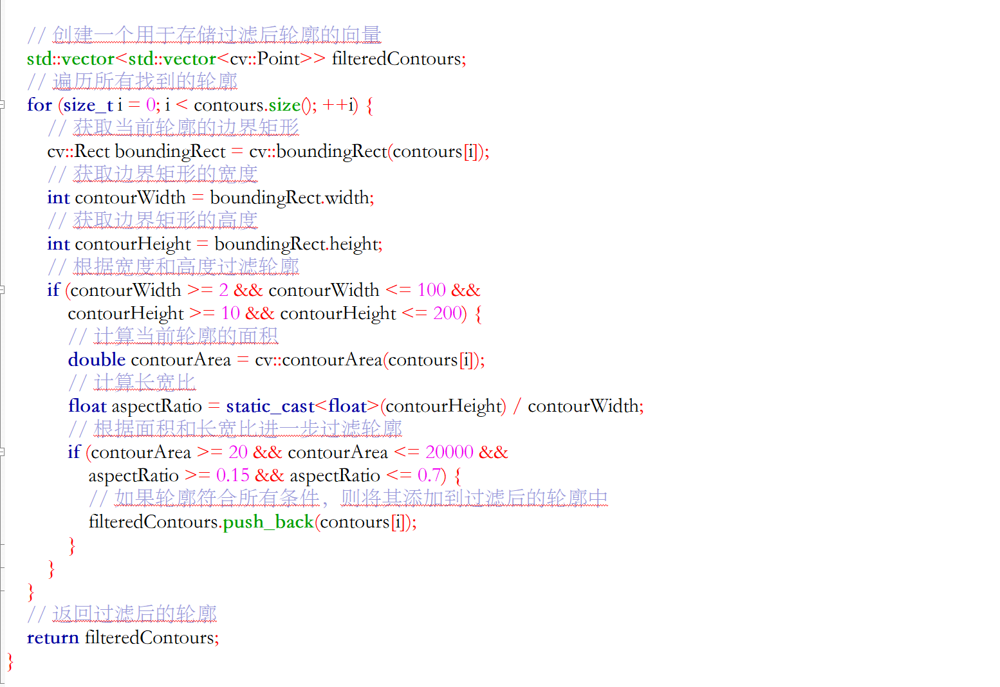 // 创建一个用于存储过滤后轮廓的向量
std::vector<std::vector<cv::Point>> filteredContours;
// 遍历所有找到的轮廓
for (size_t i = 0; i < contours.size(); ++i) {
// 获取当前轮廓的边界矩形
cv::Rect boundingRect = cv::boundingRect(contours[i]);
// 获取边界矩形的宽度
int contourWidth = boundingRect.width;
// 获取边界矩形的高度
int contourHeight = boundingRect.height;
// 根据宽度和高度过滤轮廓
if (contourWidth >= 2 && contourWidth <= 100 &&
contourHeight >= 10 && contourHeight <= 200) {
// 计算当前轮廓的面积
double contourArea = cv::contourArea(contours[i]);
// 计算长宽比
float aspectRatio = static_cast<float>(contourHeight) / contourWidth;
// 根据面积和长宽比进一步过滤轮廓
if (contourArea >= 20 && contourArea <= 20000 &&
aspectRatio >= 0.15 && aspectRatio <= 0.7) {
// 如果轮廓符合所有条件，则将其添加到过滤后的轮廓中
filteredContours.push_back(contours[i]);
}
}
}
// 返回过滤后的轮廓
return filteredContours;
}